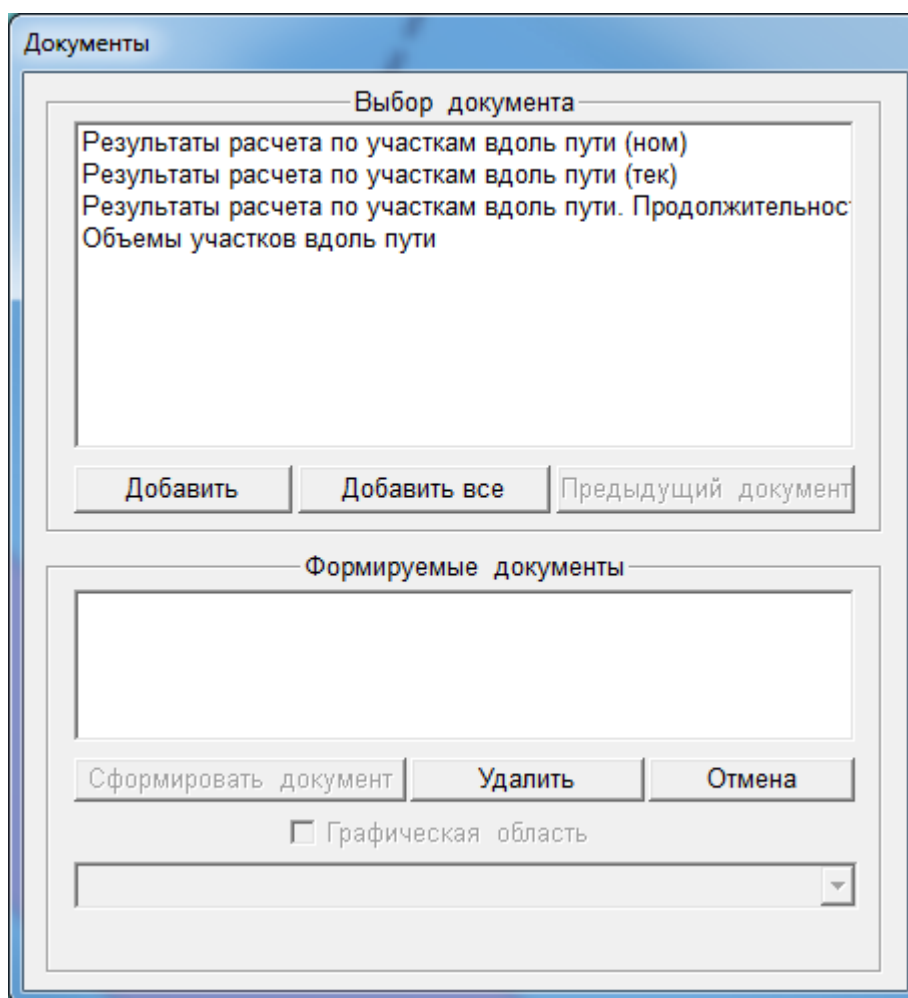 Документы
Выбор документа
Результаты расчета по участкам вдоль пути (ном)
Результаты расчета по участкам вдоль пути (тек)
Результаты расчета по участкам вдоль пути. Продолжительнос
Объемы участков вдоль пути
Добавить Добавить все Предыдущий документ
Формируемые документы
Сформировать документ Удалить Отмена
Графическая область